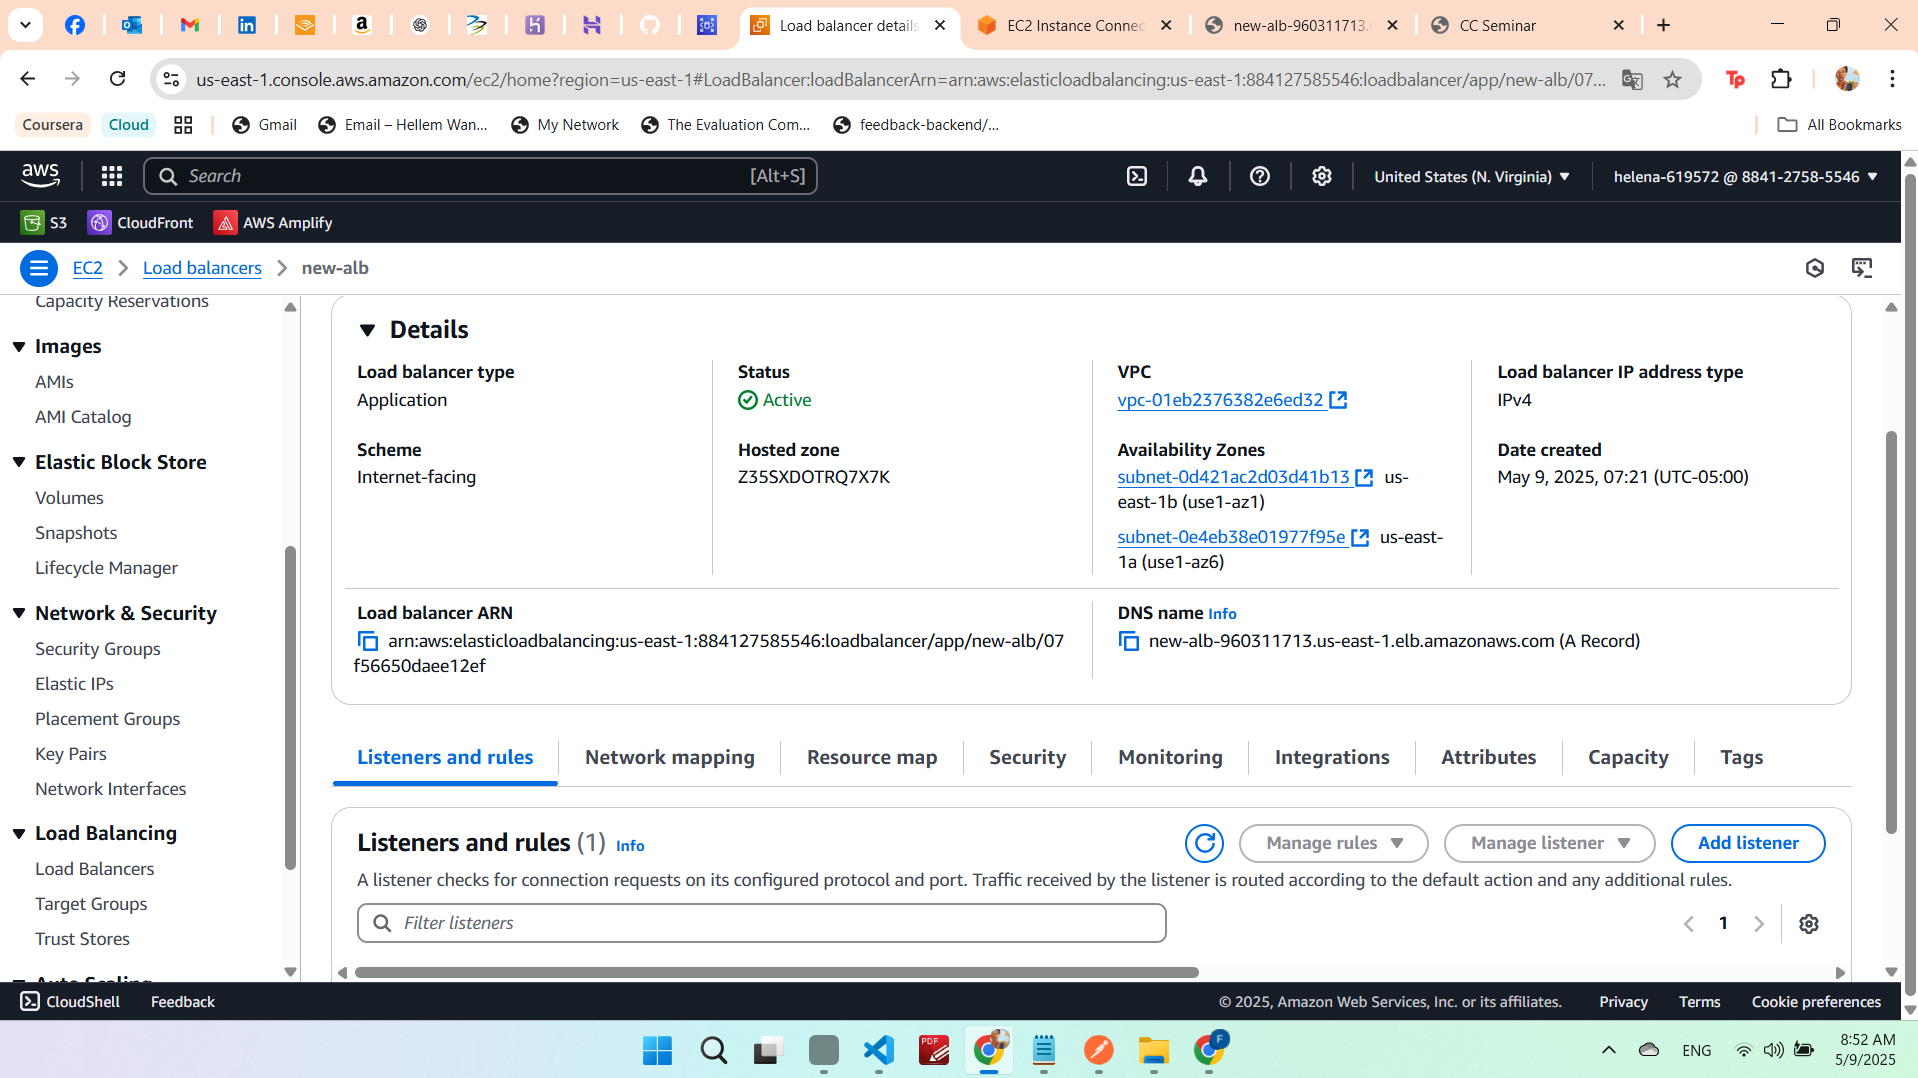 Load balancer details
EC2 Instance Connec
new-alb-960311713.
CC Seminar
us-east-1.console.aws.amazon.com/ec2/home?region=us-east-1#LoadBalancer:loadBalancerArn=arn:aws:elasticloadbalancing:us-east-1:884127585546:loadbalancer/app/new-alb/07...
Tp
Coursera
Cloud
Gmail
Email – Hellem Wan...
My Network
The Evaluation Com...
feedback-backend/...
All Bookmarks
aws
Search
[Alt+S]
United States (N. Virginia)
helena-619572 @ 8841-2758-5546
S3
CloudFront
AWS Amplify
EC2
Load balancers
new-alb
Capacity Reservations
Images
AMIs
AMI Catalog
Elastic Block Store
Volumes
Snapshots
Lifecycle Manager
Network & Security
Security Groups
Elastic IPs
Placement Groups
Key Pairs
Network Interfaces
Load Balancing
Load Balancers
Target Groups
Trust Stores
Auto Scaling
Details
Load balancer type
Application
Status
Active
VPC
vpc-01eb2376382e6ed32
Load balancer IP address type
IPv4
Scheme
Internet-facing
Hosted zone
Z35SXDOTRQ7X7K
Availability Zones
subnet-0d421ac2d03d41b13 us-
east-1b (use1-az1)
subnet-0e4eb38e01977f95e us-east-
1a (use1-az6)
Date created
May 9, 2025, 07:21 (UTC-05:00)
Load balancer ARN
arn:aws:elasticloadbalancing:us-east-1:884127585546:loadbalancer/app/new-alb/07
f56650daee12ef
DNS name Info
new-alb-960311713.us-east-1.elb.amazonaws.com (A Record)
Listeners and rules
Network mapping
Resource map
Security
Monitoring
Integrations
Attributes
Capacity
Tags
Listeners and rules (1) Info
Manage rules
Manage listener
Add listener
A listener checks for connection requests on its configured protocol and port. Traffic received by the listener is routed according to the default action and any additional rules.
Filter listeners
1
CloudShell
Feedback
© 2025, Amazon Web Services, Inc. or its affiliates.
Privacy
Terms
Cookie preferences
PDF
F
ENG
8:52 AM
5/9/2025